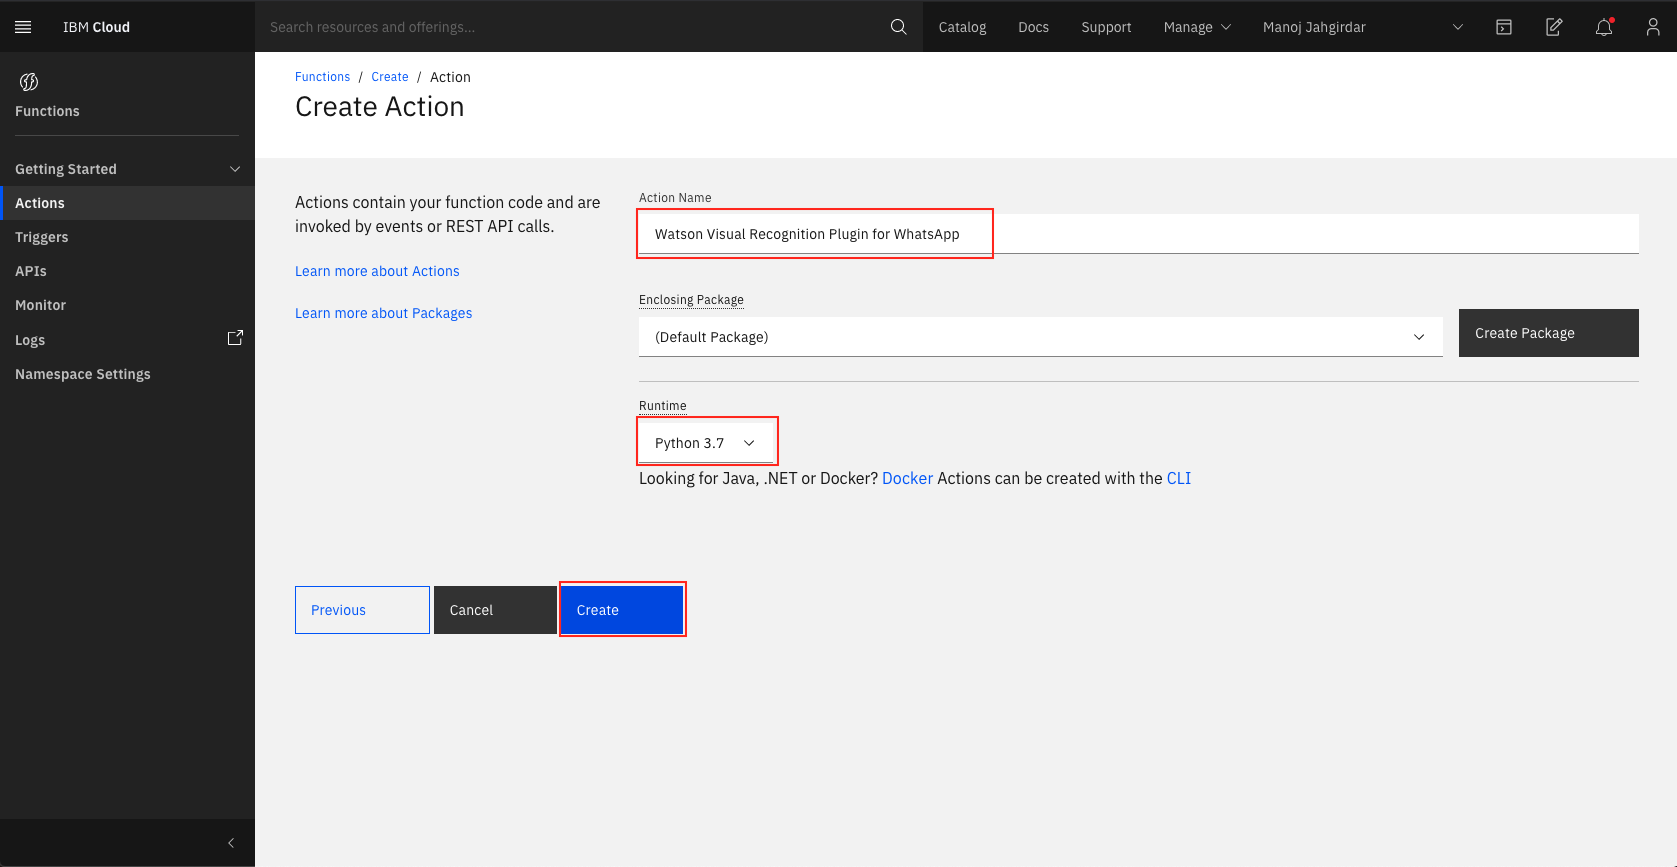 IBM Cloud
Search resources and offerings...
Catalog
Docs
Support
Manage
Manoj Jahgirdar
Functions
Getting Started
Actions
Triggers
APIs
Monitor
Logs
Namespace Settings
Functions / Create / Action
Create Action
Actions contain your function code and are
invoked by events or REST API calls.
Learn more about Actions
Learn more about Packages
Action Name
Watson Visual Recognition Plugin for WhatsApp
Enclosing Package
(Default Package)
Create Package
Runtime
Python 3.7
Looking for Java, .NET or Docker? Docker Actions can be created with the CLI
Previous
Cancel
Create